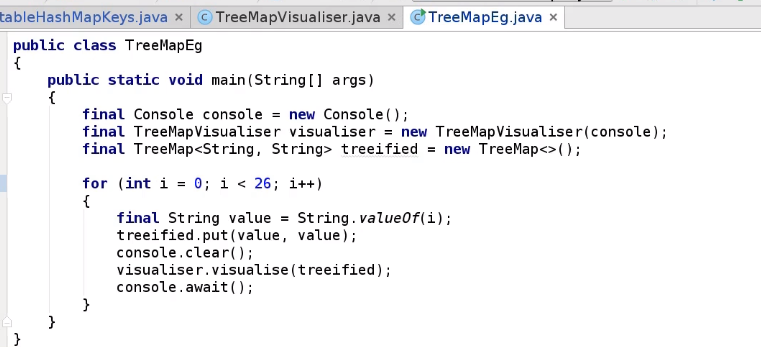 tableHashMapKeys.java × TreeMapVisualiser.java × TreeMapEg.java ×
public class TreeMapEg
{
    public static void main(String[] args)
    {
        final Console console = new Console();
        final TreeMapVisualiser visualiser = new TreeMapVisualiser(console);
        final TreeMap<String, String> treeified = new TreeMap<>();

        for (int i = 0; i < 26; i++)
        {
            final String value = String.valueOf(i);
            treeified.put(value, value);
            console.clear();
            visualiser.visualise(treeified);
            console.await();
        }
    }
}